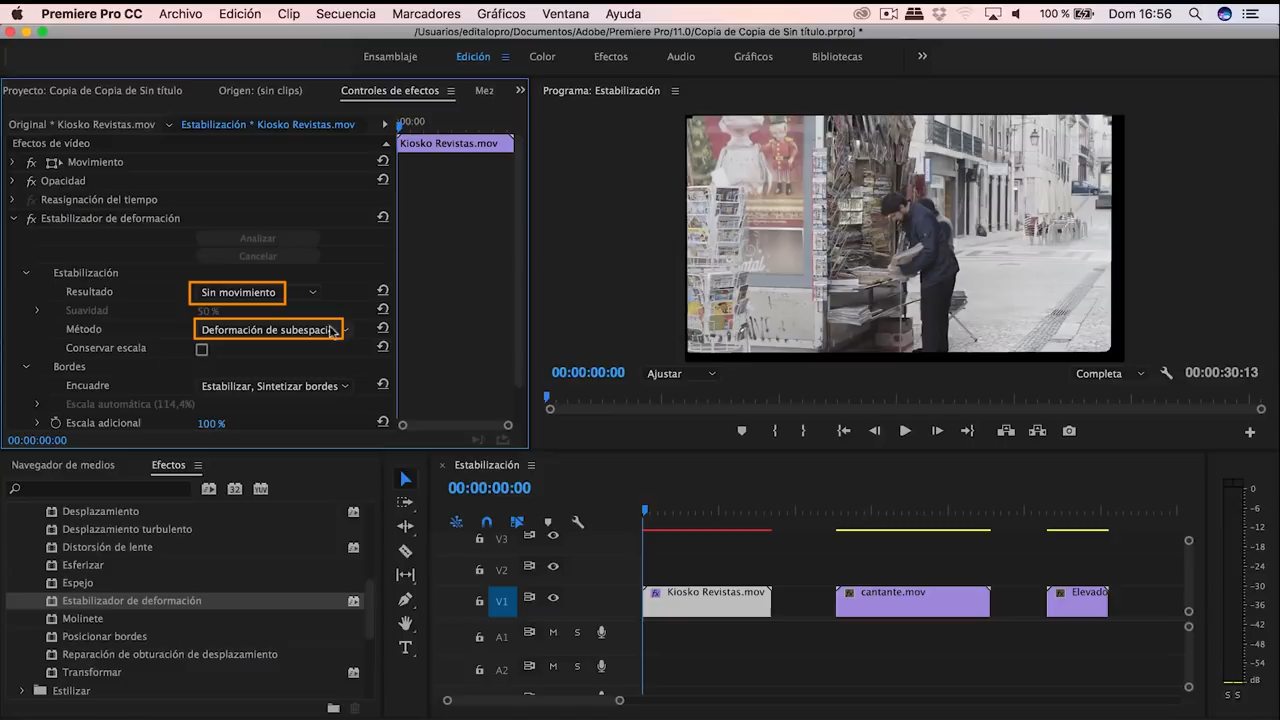 Premiere Pro CC Archivo Edición Clip Secuencia Marcadores Gráficos Ventana Ayuda 100 % Dom 16:56
/Usuarios/editalopro/Documentos/Adobe/Premiere Pro/11.0/Copia de Copia de Sin título.prproj *
Ensamblaje Edición Color Efectos Audio Gráficos Bibliotecas
Proyecto: Copia de Copia de Sin título Origen: (sin clips) Controles de efectos Mez
Programa: Estabilización
Original * Kiosko Revistas.mov Estabilización * Kiosko Revistas.mov
:00:00
Efectos de vídeo
Kiosko Revistas.mov
Movimiento
Opacidad
Reasignación del tiempo
Estabilizador de deformación
Analizar
Cancelar
Estabilización
Resultado Sin movimiento
Suavidad 50 %
Método Deformación de subespaci
Conservar escala
Bordes
Encuadre Estabilizar, Sintetizar bordes
Escala automática (114,4%)
Escala adicional 100 %
00:00:00:00
00:00:00:00 Ajustar Completa 00:00:30:13
Navegador de medios Efectos
32 YUV
Desplazamiento
Desplazamiento turbulento
Distorsión de lente
Esferizar
Espejo
Estabilizador de deformación
Molinete
Posicionar bordes
Reparación de obturación de desplazamiento
Transformar
Estilizar
× Estabilización
00:00:00:00
V3
V2
V1 Kiosko Revistas.mov cantante.mov Elevado
fx fx fx
A1 M S
A2 M S
T
0
-6
-12
-18
-24
-30
-36
-42
-48
-54
dB
S S